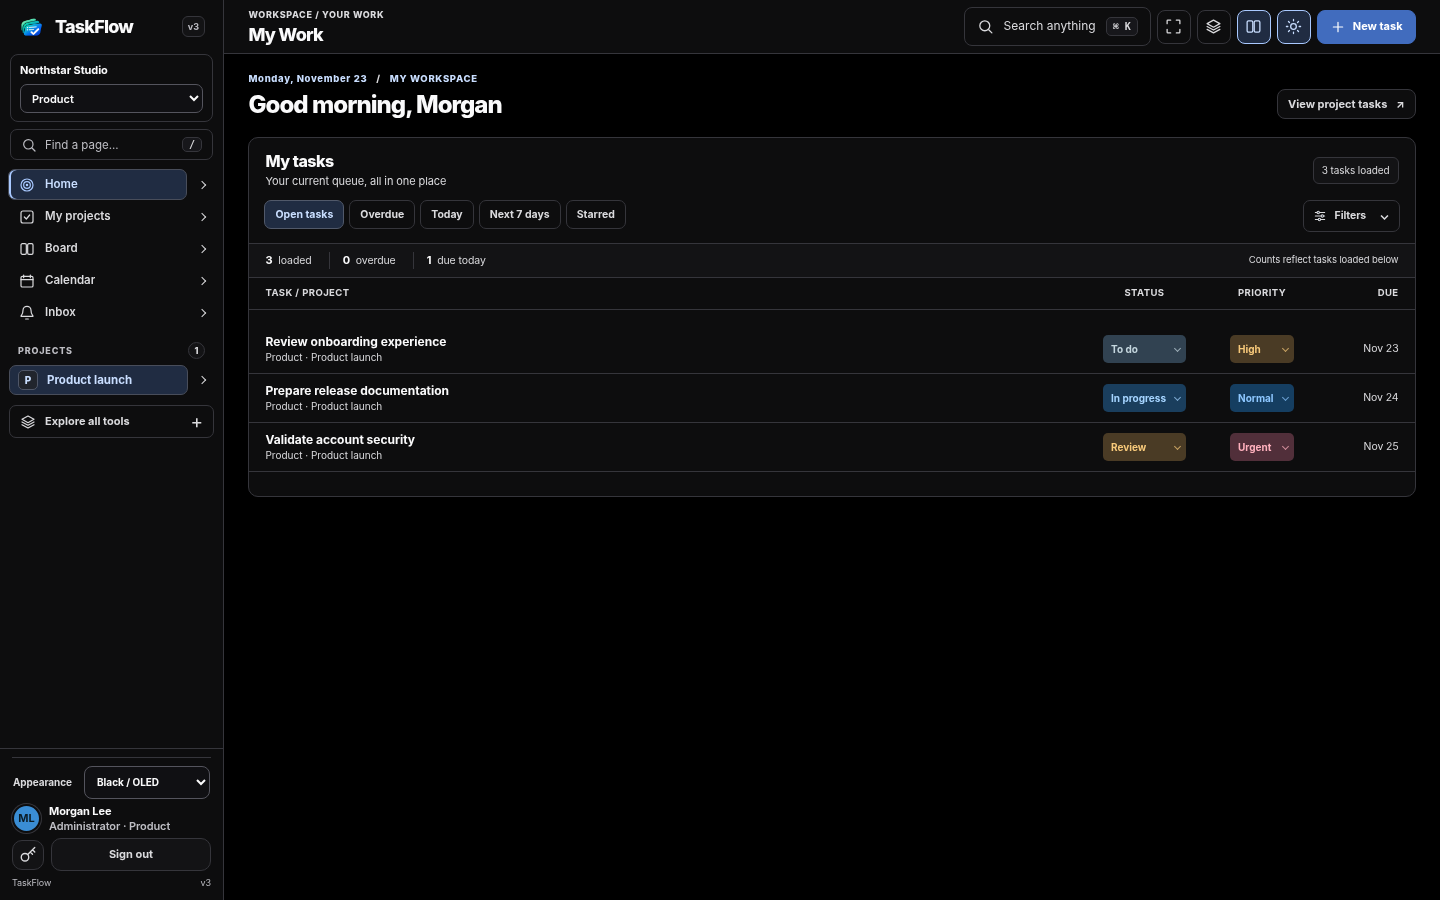 TaskFlow
v3
Northstar Studio
Product
Find a page...
/
Home
My projects
Board
Calendar
Inbox
PROJECTS
1
P
Product launch
Explore all tools
Appearance
Black / OLED
ML
Morgan Lee
Administrator · Product
Sign out
TaskFlow
v3
WORKSPACE / YOUR WORK
My Work
Search anything
⌘ K
New task
Monday, November 23 / MY WORKSPACE
Good morning, Morgan
View project tasks
My tasks
Your current queue, all in one place
3 tasks loaded
Open tasks
Overdue
Today
Next 7 days
Starred
Filters
3 loaded
0 overdue
1 due today
Counts reflect tasks loaded below
TASK / PROJECT
STATUS
PRIORITY
DUE
Review onboarding experience
Product · Product launch
To do
High
Nov 23
Prepare release documentation
Product · Product launch
In progress
Normal
Nov 24
Validate account security
Product · Product launch
Review
Urgent
Nov 25